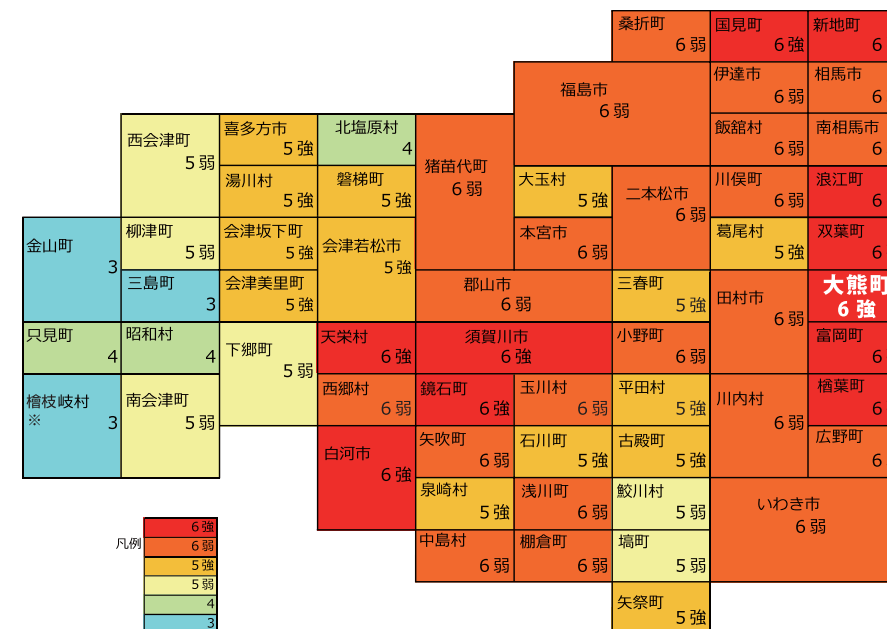 桑折町
6弱
国見町
6強
新地町
6
福島市
6弱
伊達市
6弱
相馬市
6
西会津町
5弱
喜多方市
5強
北塩原村
4
猪苗代町
6弱
飯舘村
6弱
南相馬市
6
湯川村
5強
磐梯町
5強
大玉村
5強
二本松市
6弱
川俣町
6弱
浪江町
6
金山町
3
柳津町
5弱
会津坂下町
5強
会津若松市
5強
本宮市
6弱
葛尾村
5強
双葉町
6
三島町
3
会津美里町
5強
郡山市
6弱
三春町
5強
田村市
6弱
大熊町
6強
只見町
4
昭和村
4
下郷町
5弱
天栄村
6強
須賀川市
6強
小野町
6弱
富岡町
6
檜枝岐村
※
3
南会津町
5弱
西郷村
6弱
鏡石町
6強
玉川村
6弱
平田村
5強
川内村
6弱
楢葉町
6
白河市
6強
矢吹町
6弱
石川町
5強
古殿町
5強
広野町
6
泉崎村
5強
浅川町
6弱
鮫川村
5弱
いわき市
6弱
中島村
6弱
棚倉町
6弱
塙町
5弱
矢祭町
5強
凡例
6強
6弱
5強
5弱
4
3